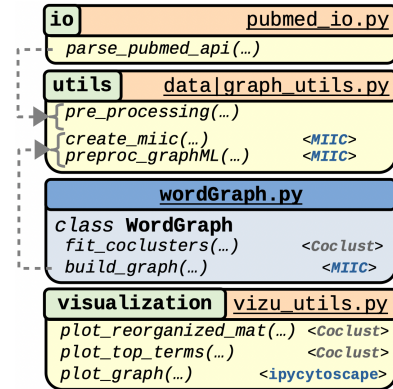 io pubmed_io.py
parse_pubmed_api(…)
utils data|graph_utils.py
pre_processing(…)
create_miic(…) <MIIC>
preproc_graphML(…) <MIIC>
wordGraph.py
class WordGraph
fit_coclusters(…) <Coclust>
build_graph(…) <MIIC>
visualization vizu_utils.py
plot_reorganized_mat(…) <Coclust>
plot_top_terms(…) <Coclust>
plot_graph(…) <ipycytoscape>